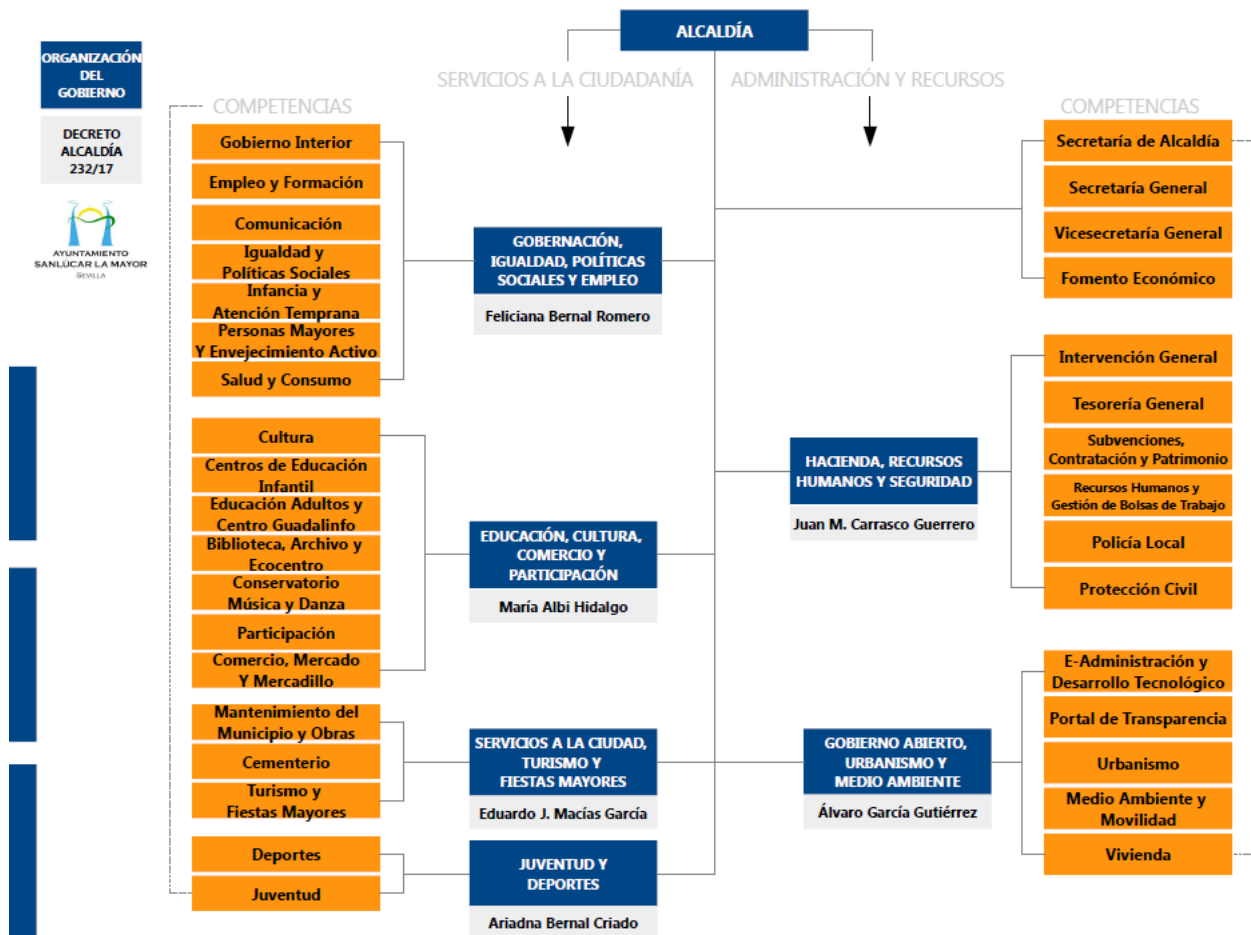 ALCALDÍA
ORGANIZACIÓN
DEL
GOBIERNO
DECRETO
ALCALDÍA
232/17
AYUNTAMIENTO
SANLÚCAR LA MAYOR
SEVILLA
SERVICIOS A LA CIUDADANÍA
ADMINISTRACIÓN Y RECURSOS
COMPETENCIAS
Gobierno Interior
Empleo y Formación
Comunicación
Igualdad y
Políticas Sociales
Infancia y
Atención Temprana
Personas Mayores
Y Envejecimiento Activo
Salud y Consumo
GOBERNACIÓN,
IGUALDAD, POLÍTICAS
SOCIALES Y EMPLEO
Feliciana Bernal Romero
Cultura
Centros de Educación
Infantil
Educación Adultos y
Centro Guadalinfo
Biblioteca, Archivo y
Ecocentro
Conservatorio
Música y Danza
Participación
Comercio, Mercado
Y Mercadillo
EDUCACIÓN, CULTURA,
COMERCIO Y
PARTICIPACIÓN
María Albi Hidalgo
Mantenimiento del
Municipio y Obras
Cementerio
Turismo y
Fiestas Mayores
SERVICIOS A LA CIUDAD,
TURISMO Y
FIESTAS MAYORES
Eduardo J. Macías García
Deportes
Juventud
JUVENTUD Y
DEPORTES
Ariadna Bernal Criado
COMPETENCIAS
Secretaría de Alcaldía
Secretaría General
Vicesecretaría General
Fomento Económico
HACIENDA, RECURSOS
HUMANOS Y SEGURIDAD
Juan M. Carrasco Guerrero
Intervención General
Tesorería General
Subvenciones,
Contratación y Patrimonio
Recursos Humanos y
Gestión de Bolsas de Trabajo
Policía Local
Protección Civil
GOBIERNO ABIERTO,
URBANISMO Y
MEDIO AMBIENTE
Álvaro García Gutiérrez
E-Administración y
Desarrollo Tecnológico
Portal de Transparencia
Urbanismo
Medio Ambiente y
Movilidad
Vivienda